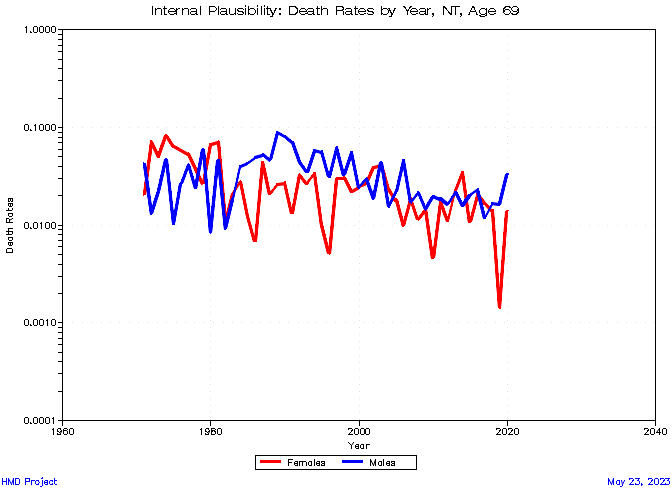 Internal Plausibility: Death Rates by Year, NT, Age 69
1.0000
0.1000
0.0100
0.0010
0.0001
Death Rates
1960
1980
2000
2020
2040
Year
Females
Males
HMD Project
May 23, 2023